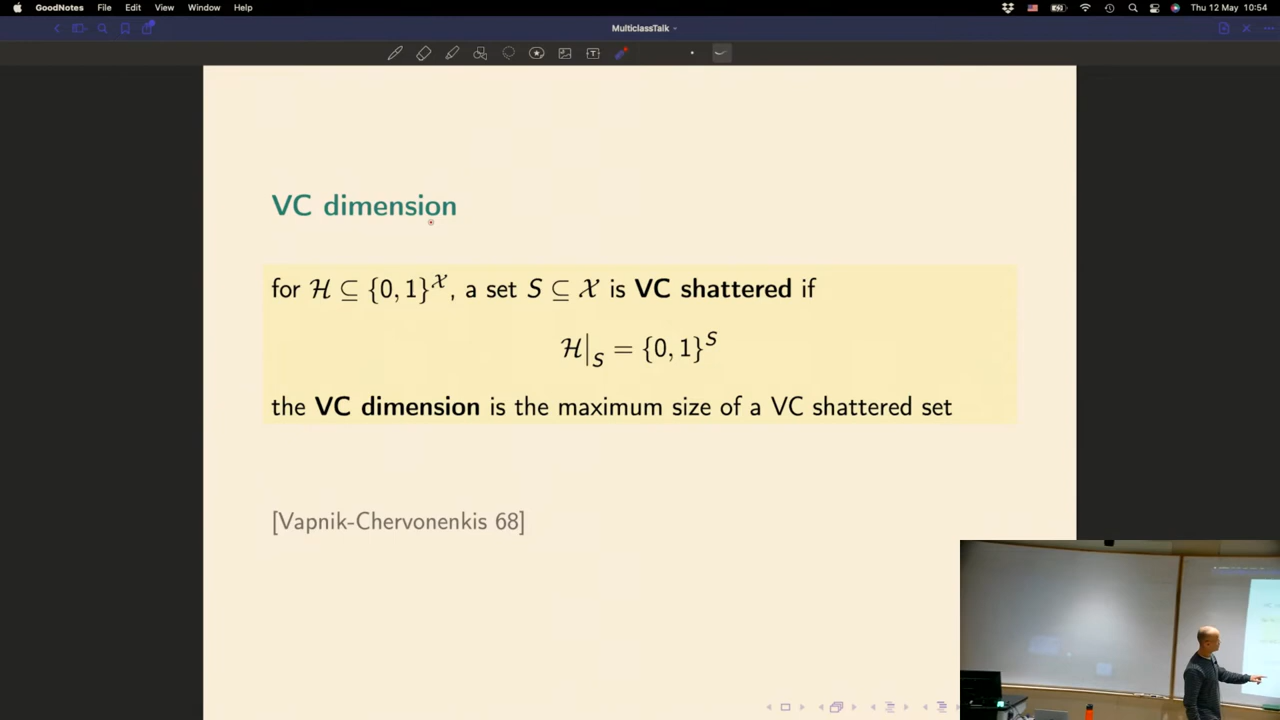 GoodNotes File Edit View Window Help Thu 12 May 10:54
MulticlassTalk
VC dimension
for ℋ ⊆ {0, 1}^𝒳, a set S ⊆ 𝒳 is VC shattered if
ℋ|_S = {0, 1}^S
the VC dimension is the maximum size of a VC shattered set
[Vapnik-Chervonenkis 68]